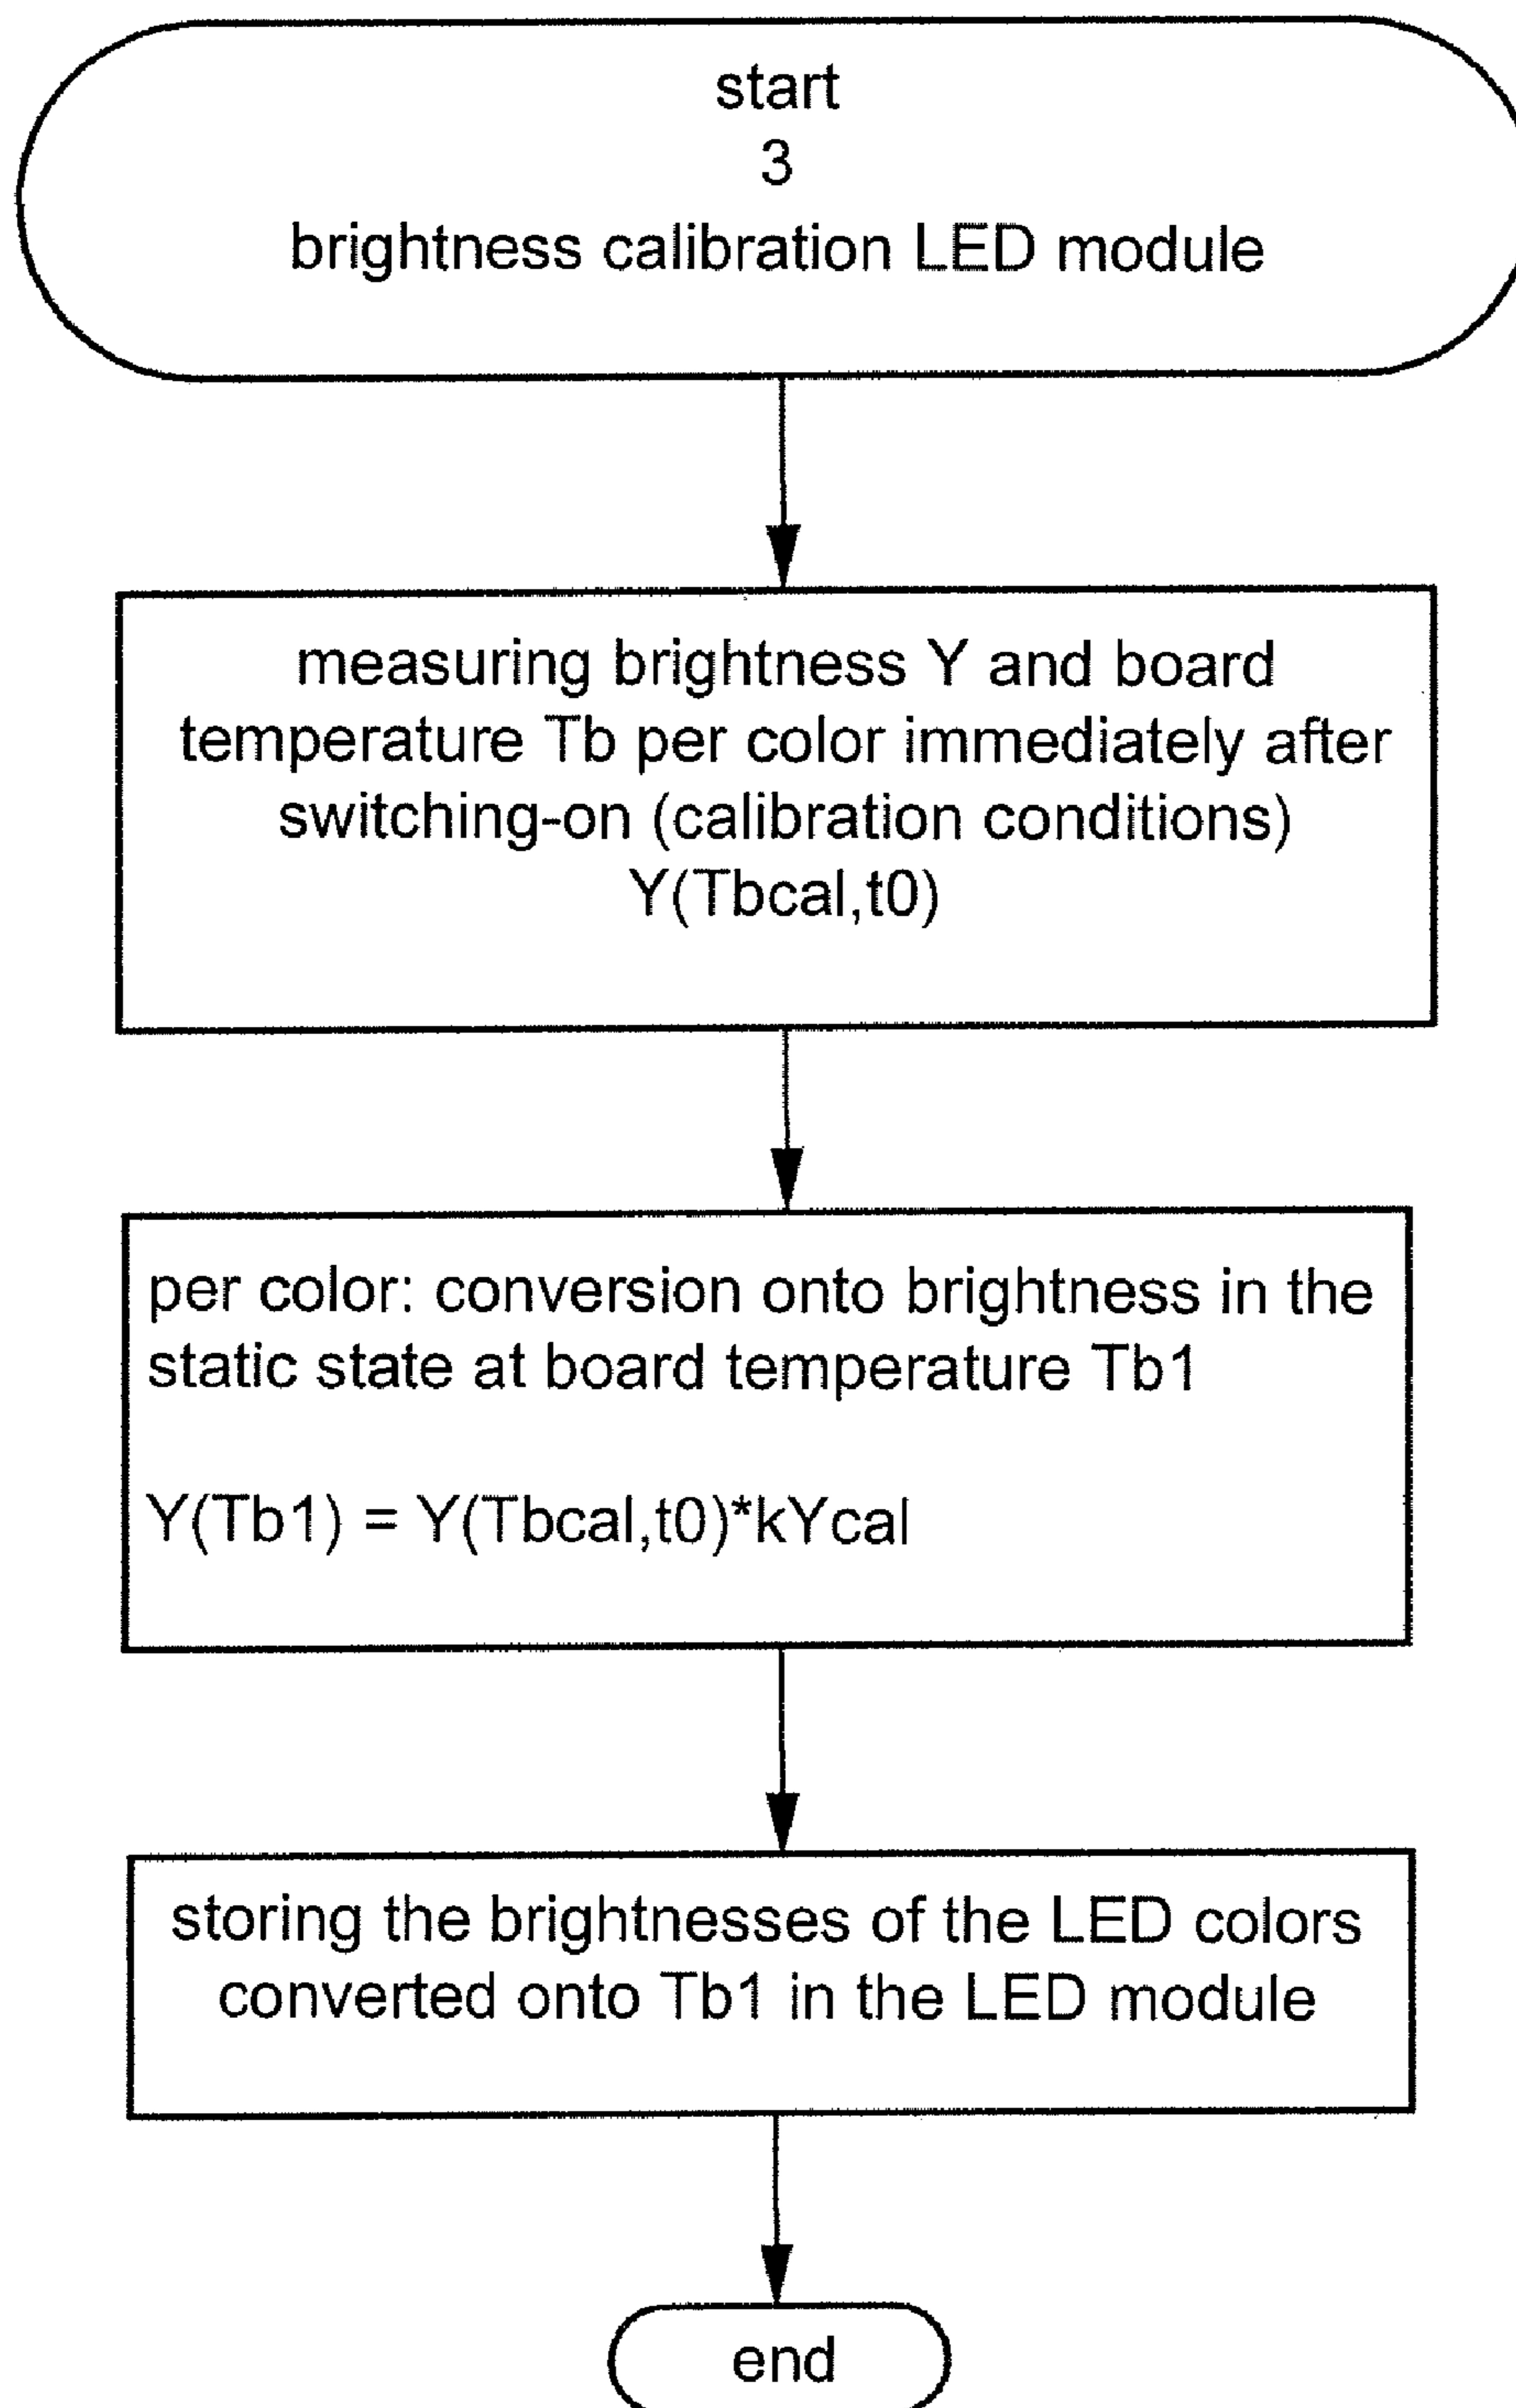 start
3
brightness calibration LED module
measuring brightness Y and board
temperature Tb per color immediately after
switching-on (calibration conditions)
Y(Tbcal,t0)
per color: conversion onto brightness in the
static state at board temperature Tb1
Y(Tb1) = Y(Tbcal,t0)*kYcal
storing the brightnesses of the LED colors
converted onto Tb1 in the LED module
end